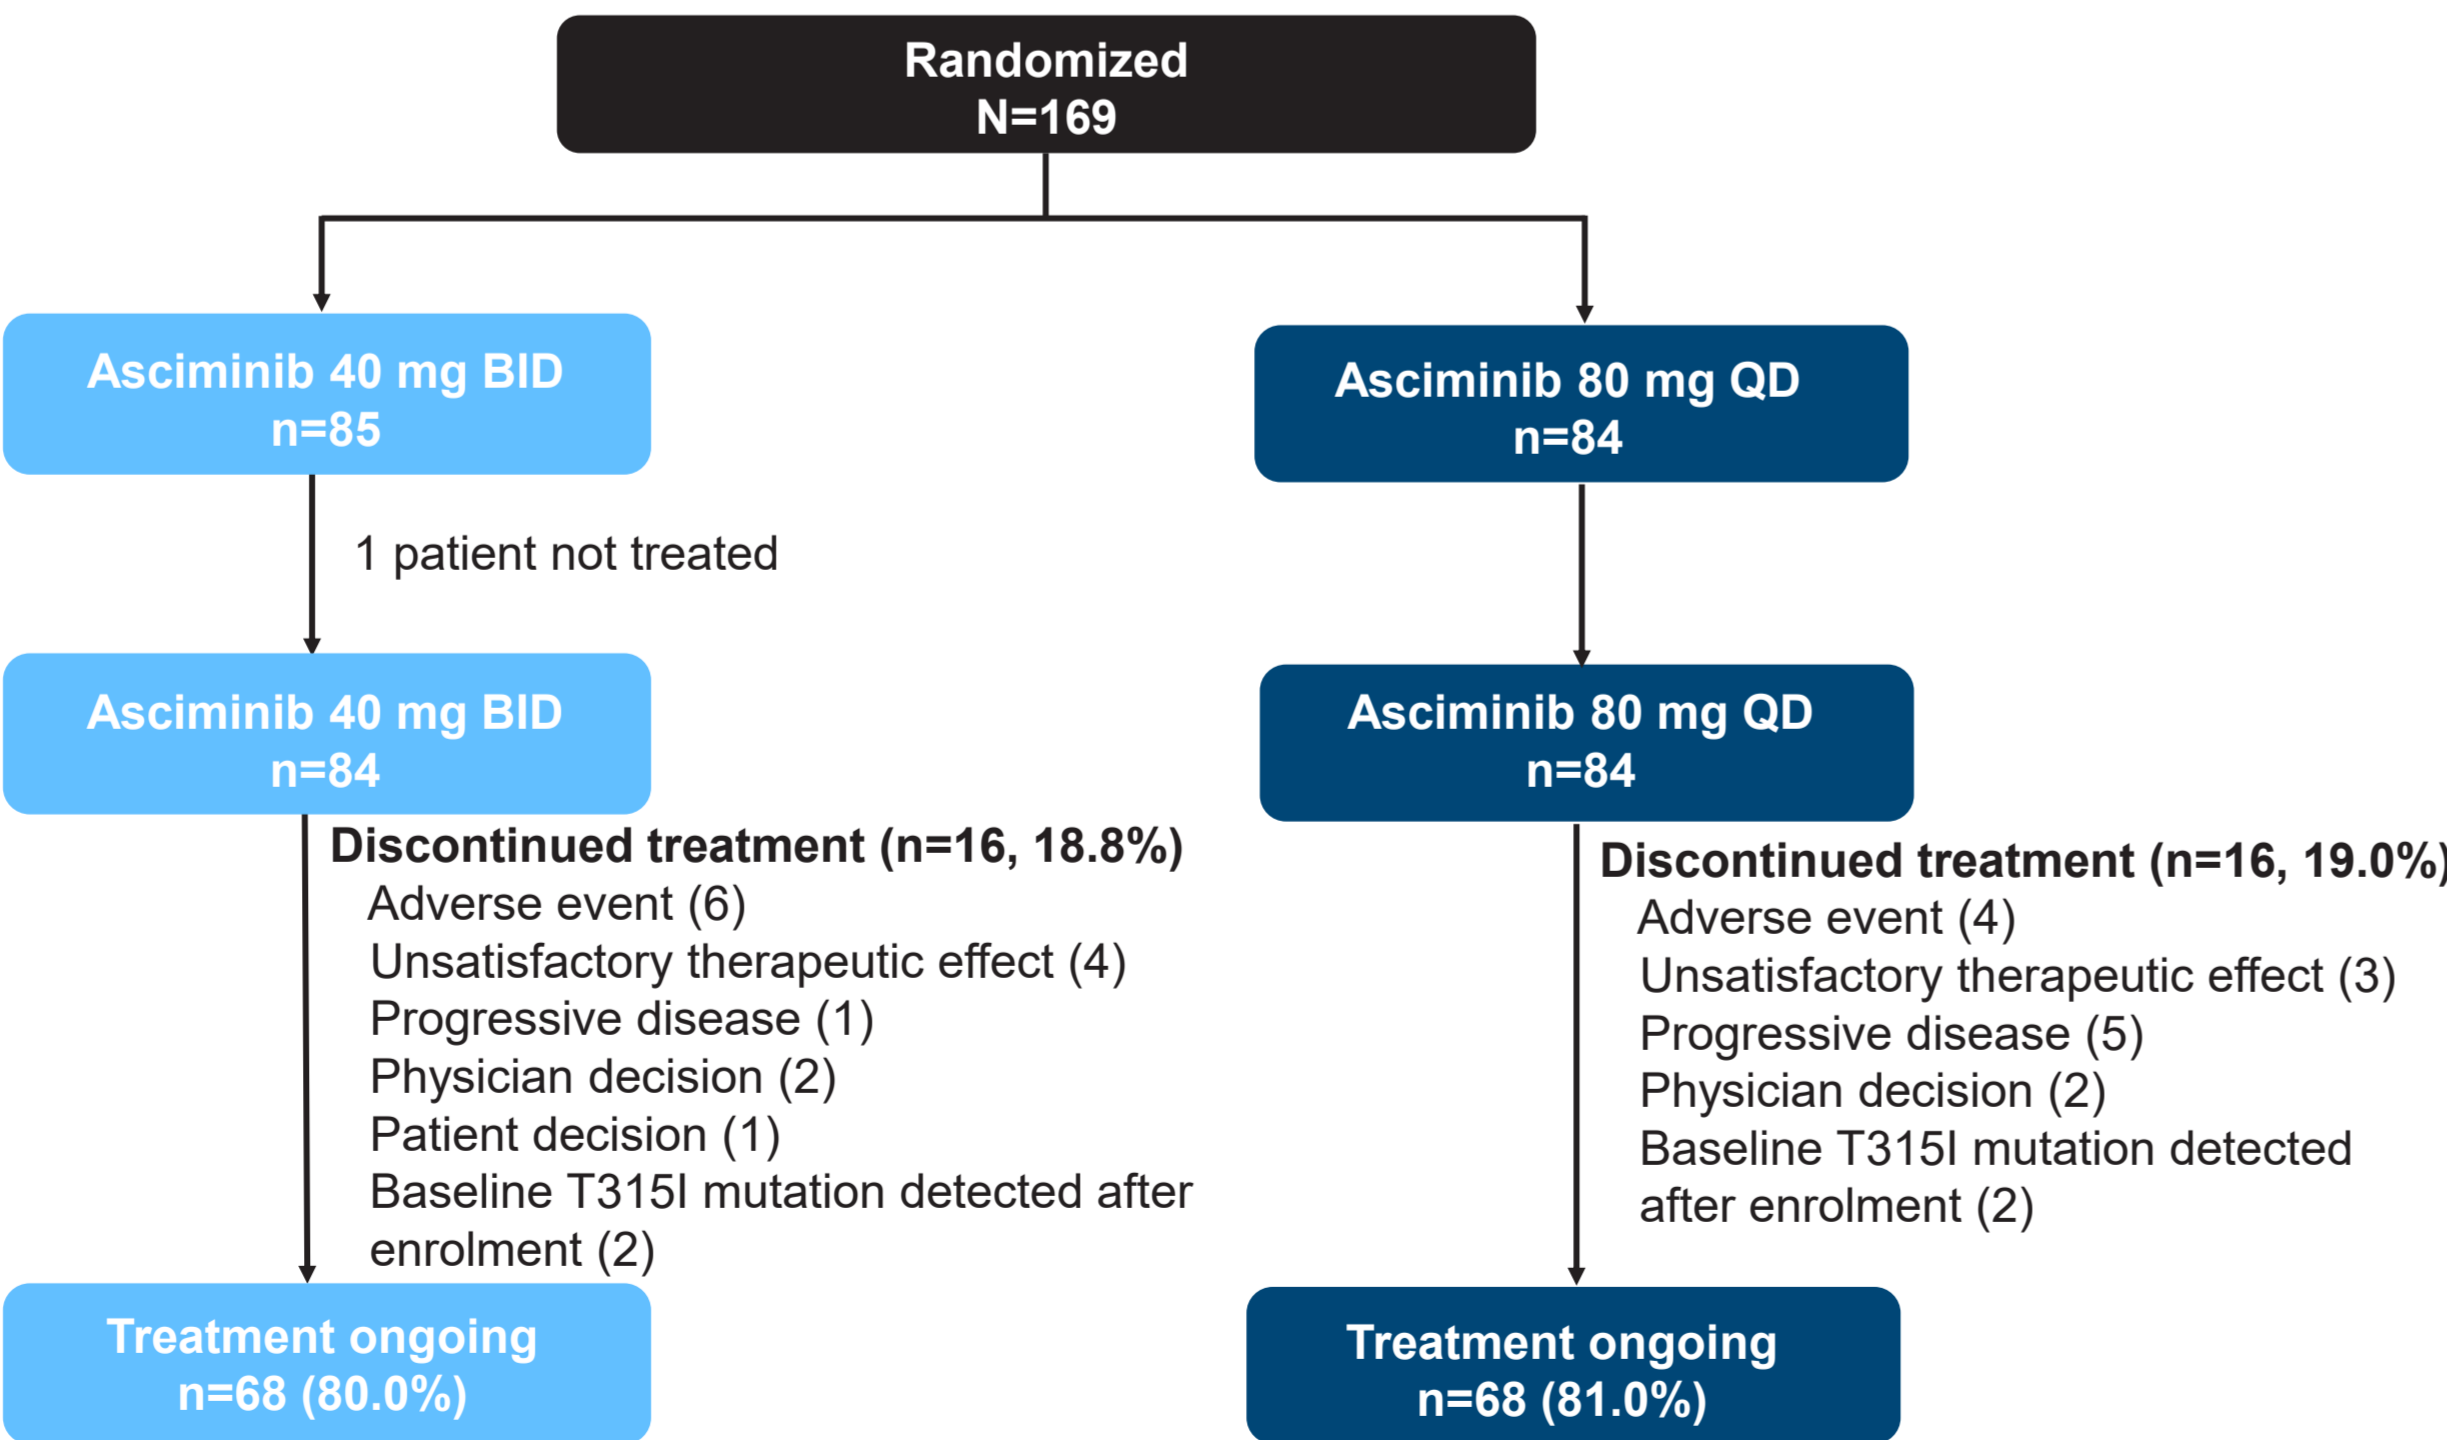 Randomized
N=169
Asciminib 40 mg BID
n=85
Asciminib 80 mg QD
n=84
1 patient not treated
Asciminib 40 mg BID
n=84
Asciminib 80 mg QD
n=84
Discontinued treatment (n=16, 18.8%)
Adverse event (6)
Unsatisfactory therapeutic effect (4)
Progressive disease (1)
Physician decision (2)
Patient decision (1)
Baseline T315I mutation detected after
enrolment (2)
Discontinued treatment (n=16, 19.0%)
Adverse event (4)
Unsatisfactory therapeutic effect (3)
Progressive disease (5)
Physician decision (2)
Baseline T315I mutation detected
after enrolment (2)
Treatment ongoing
n=68 (80.0%)
Treatment ongoing
n=68 (81.0%)